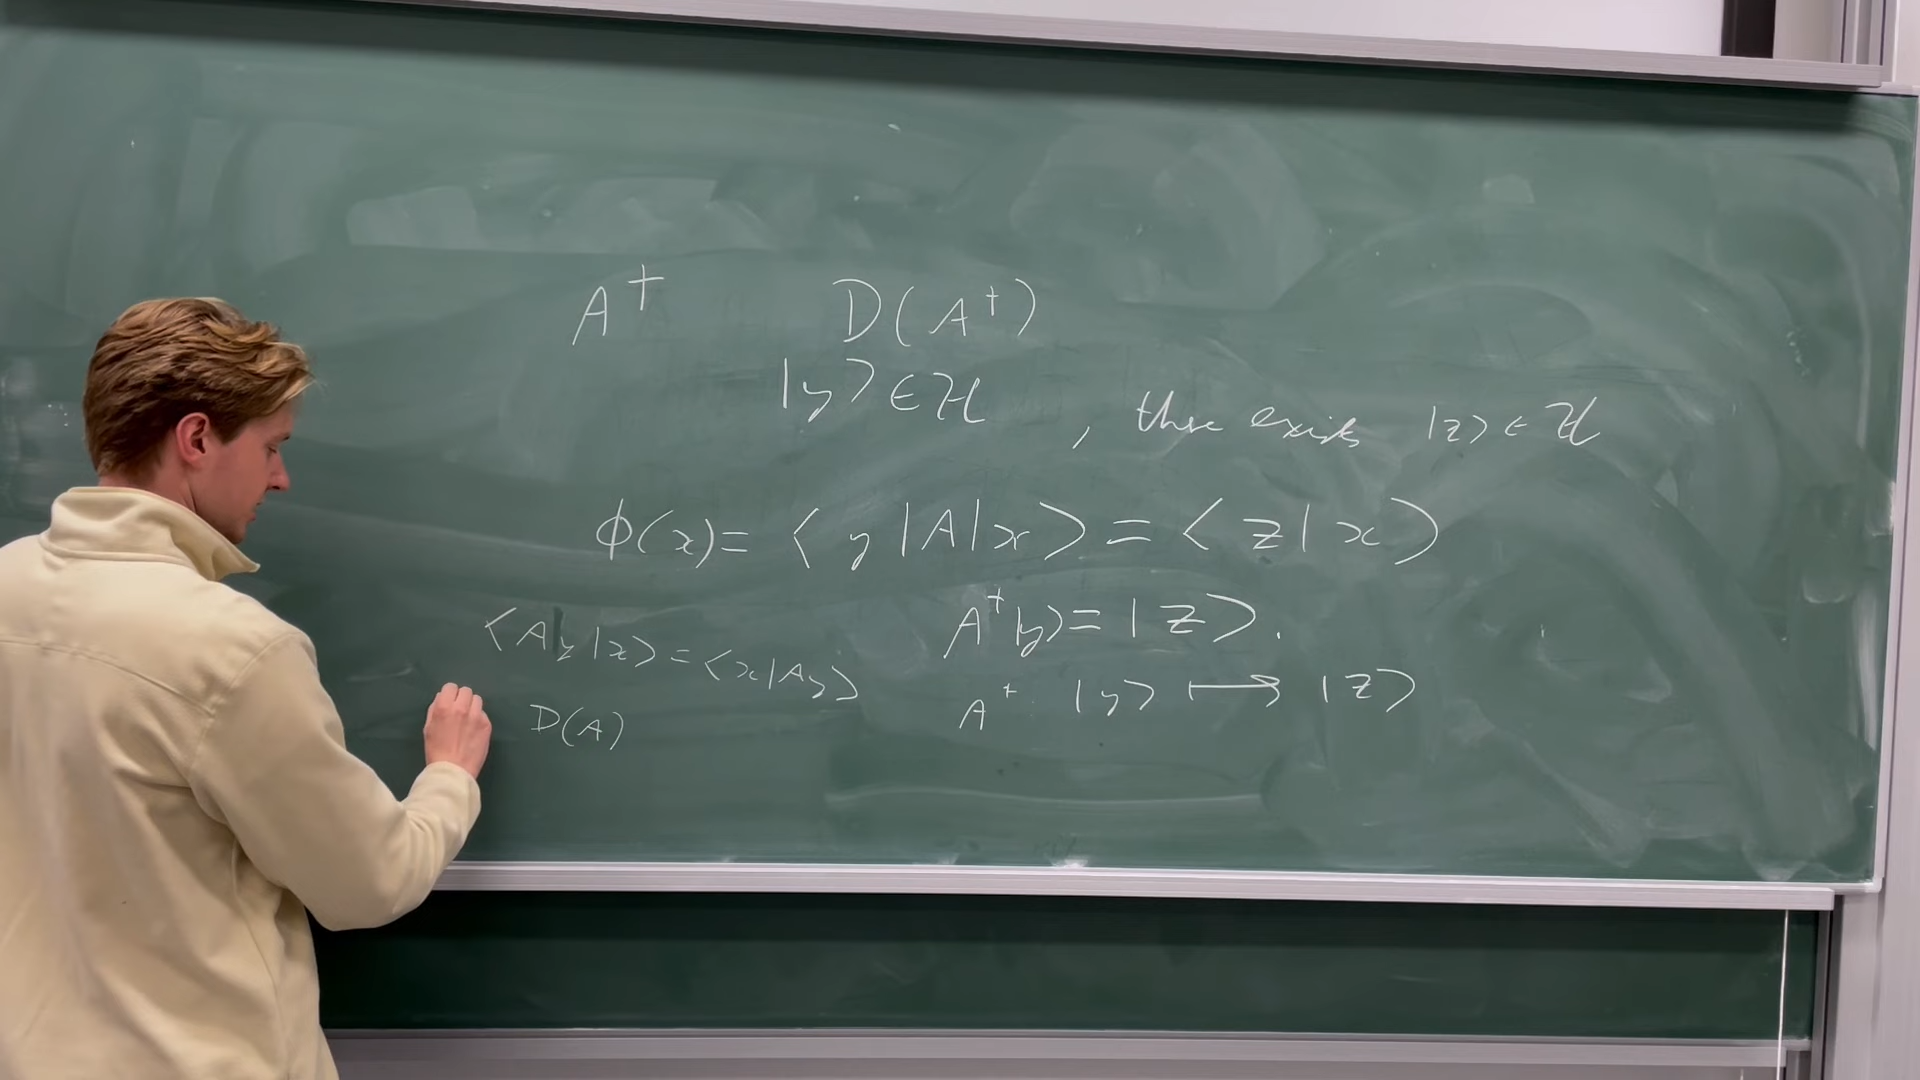 A† D(A†)
|y⟩ ∈ ℋ , there exists |z⟩ ∈ ℋ
ϕ(x) = ⟨y|A|x⟩ = ⟨z|x⟩
A†|y⟩ = |z⟩.
⟨Ay|x⟩ = ⟨x|Ay⟩
A† |y⟩ ↦ |z⟩
D(A)